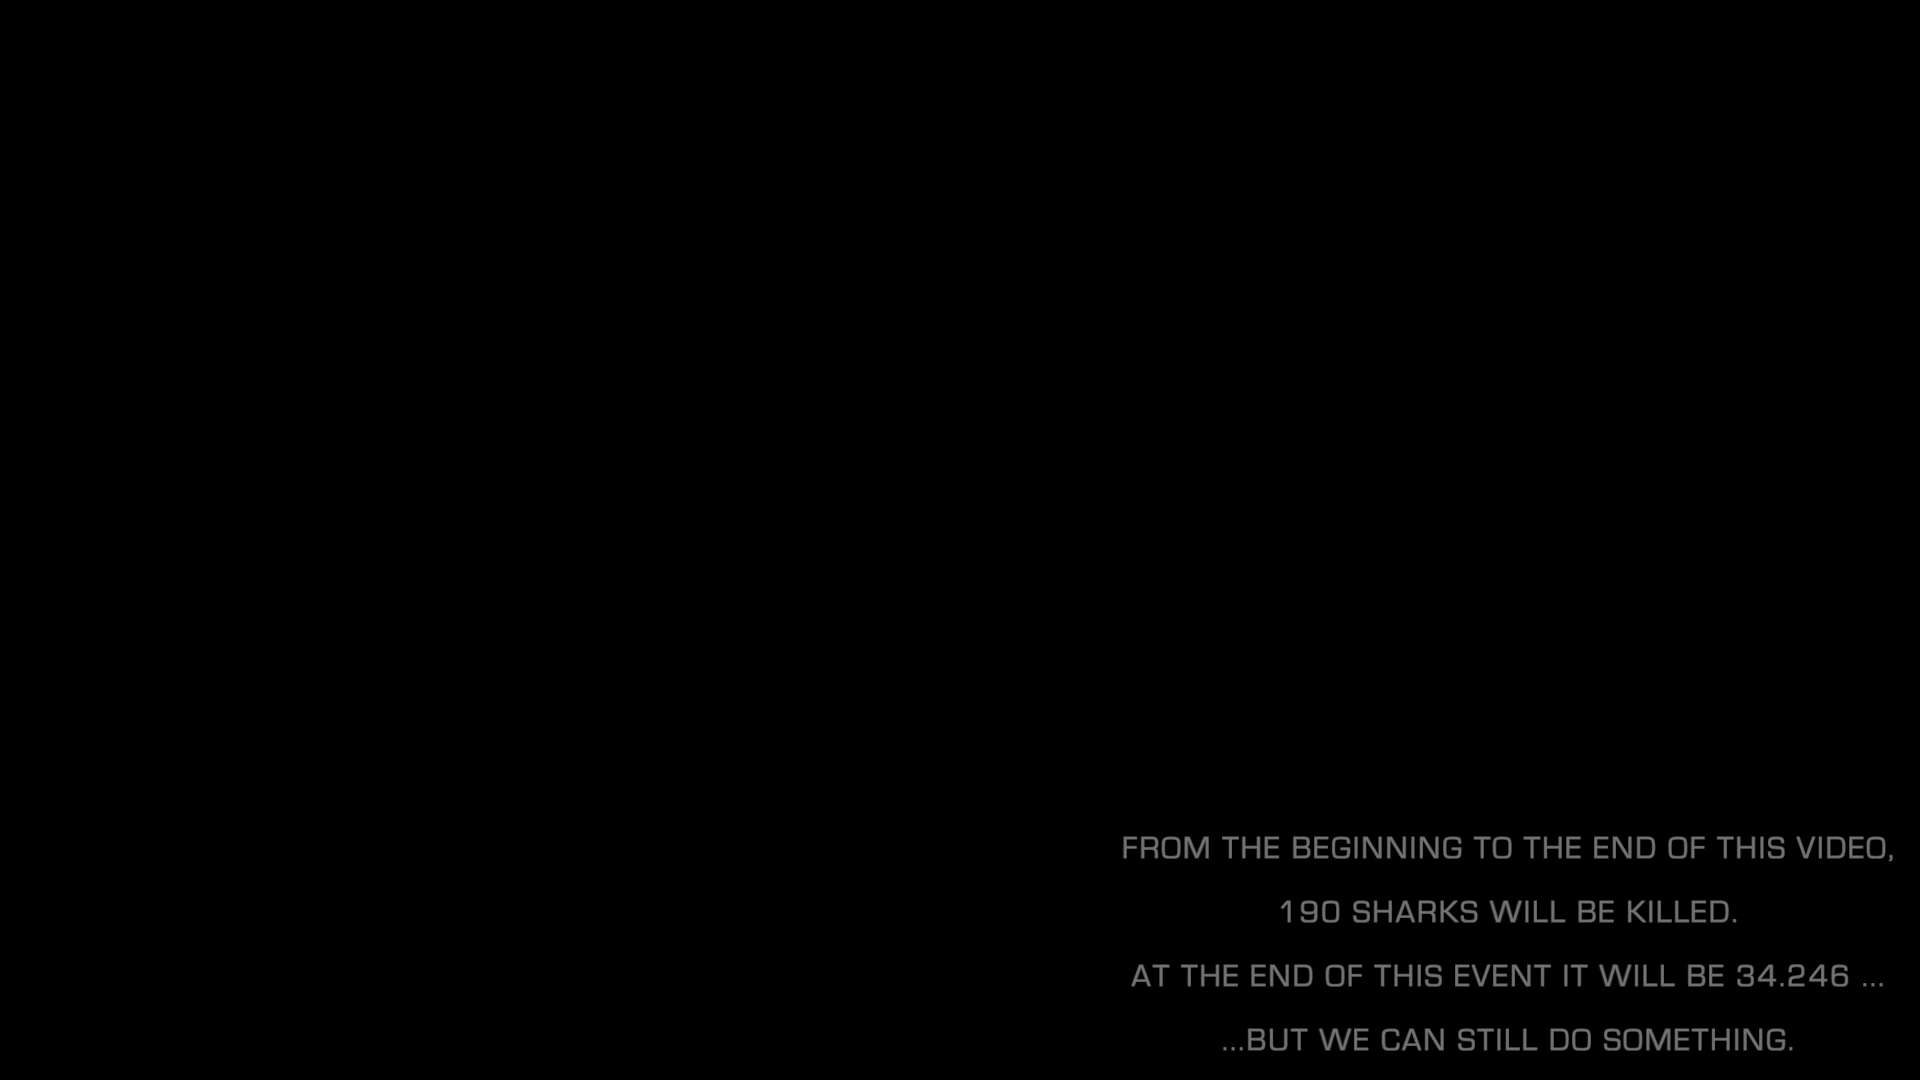 FROM THE BEGINNING TO THE END OF THIS VIDEO,
190 SHARKS WILL BE KILLED.
AT THE END OF THIS EVENT IT WILL BE 34.246 ...
...BUT WE CAN STILL DO SOMETHING.